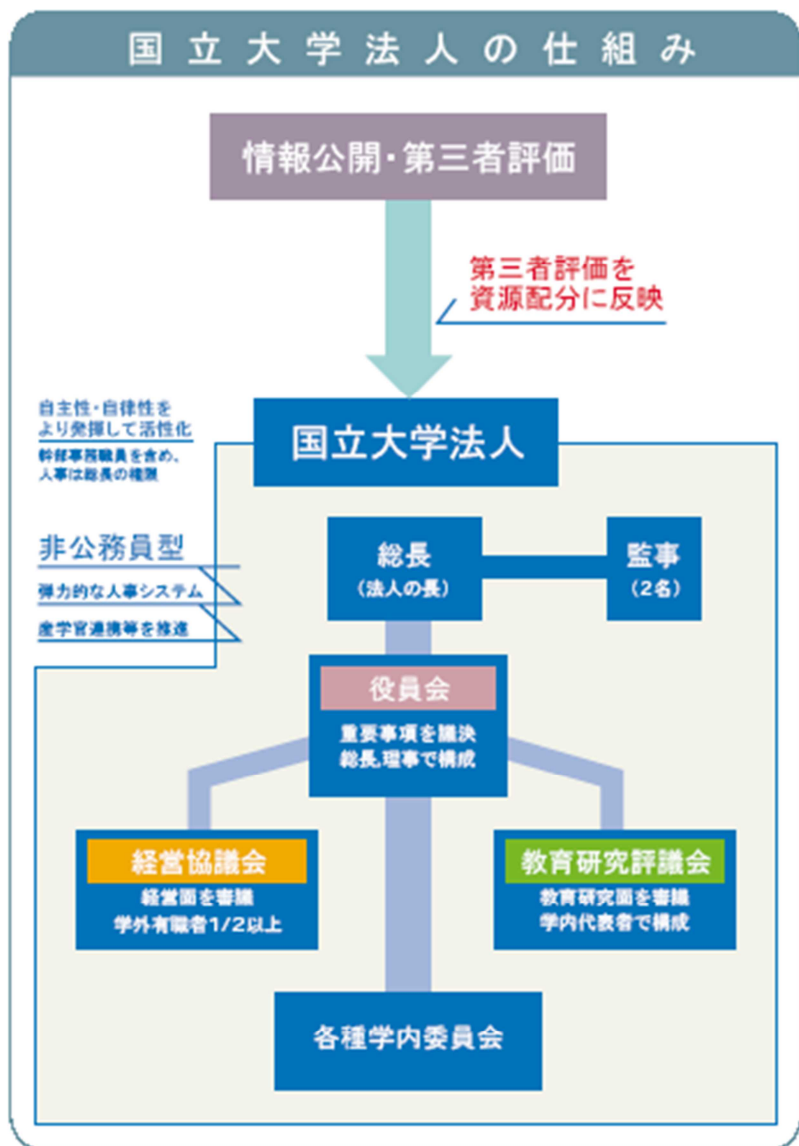 国立大学法人の仕組み
情報公開・第三者評価
第三者評価を
資源配分に反映
自主性・自律性を
より発揮して活性化
幹部事務職員を含め、
人事は総長の権限
国立大学法人
非公務員型
弾力的な人事システム
産学官連携等を推進
総長
(法人の長)
監事
(2名)
役員会
重要事項を議決
総長,理事で構成
経営協議会
経営面を審議
学外有職者1/2以上
教育研究評議会
教育研究面を審議
学内代表者で構成
各種学内委員会